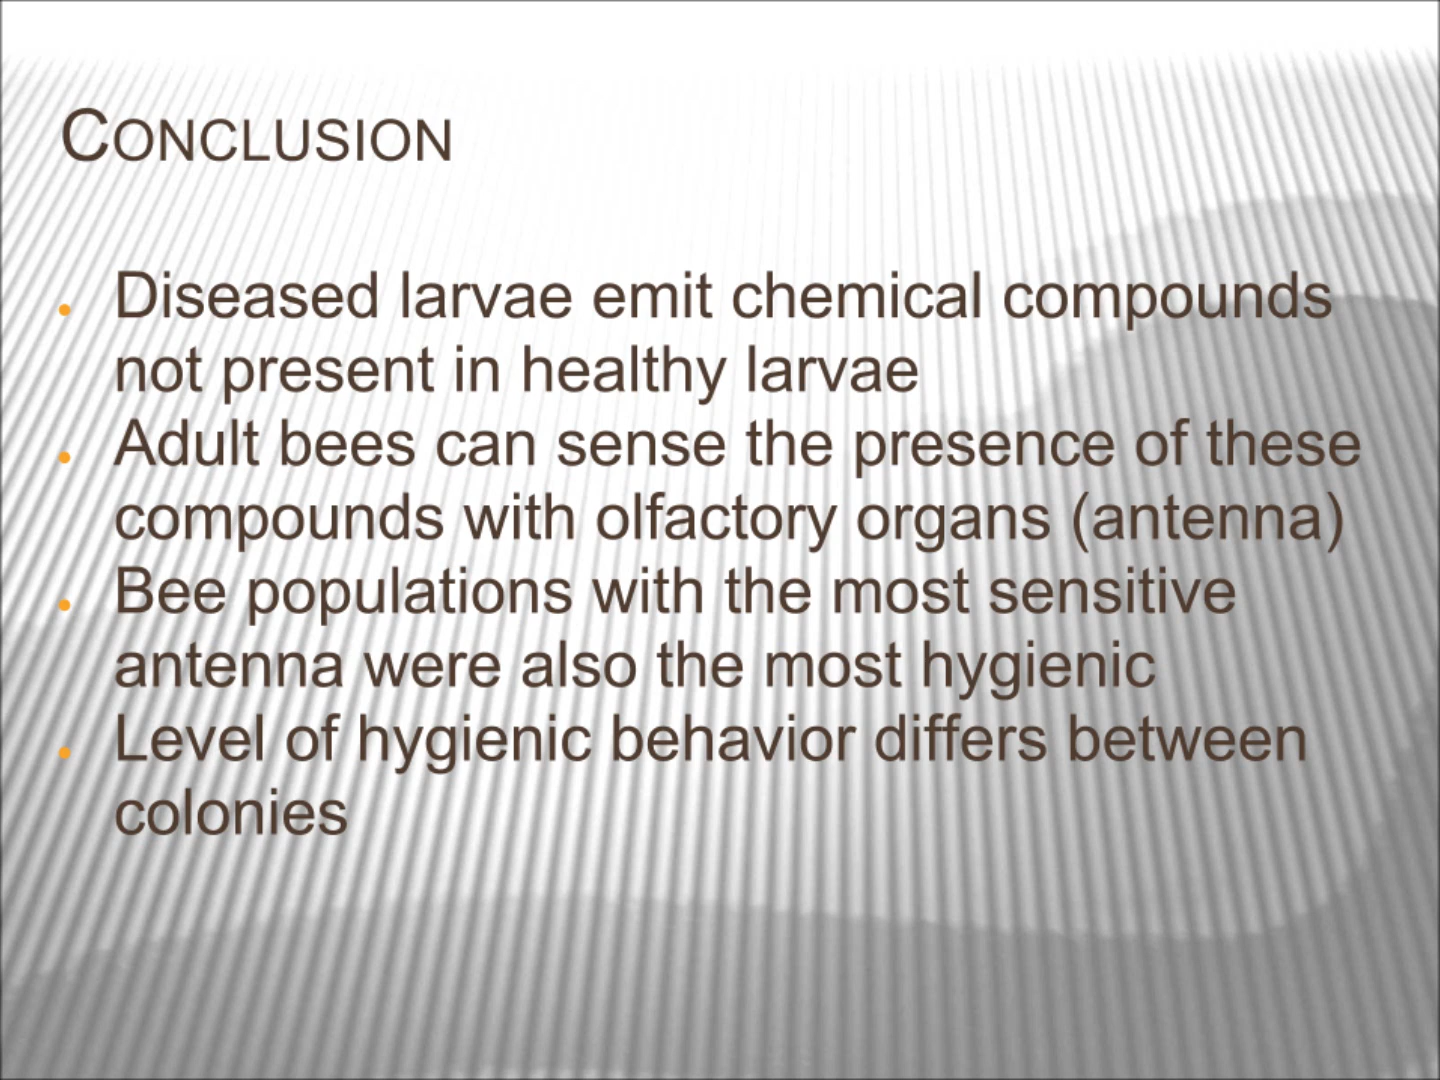 CONCLUSION
• Diseased larvae emit chemical compounds
not present in healthy larvae
• Adult bees can sense the presence of these
compounds with olfactory organs (antenna)
• Bee populations with the most sensitive
antenna were also the most hygienic
• Level of hygienic behavior differs between
colonies